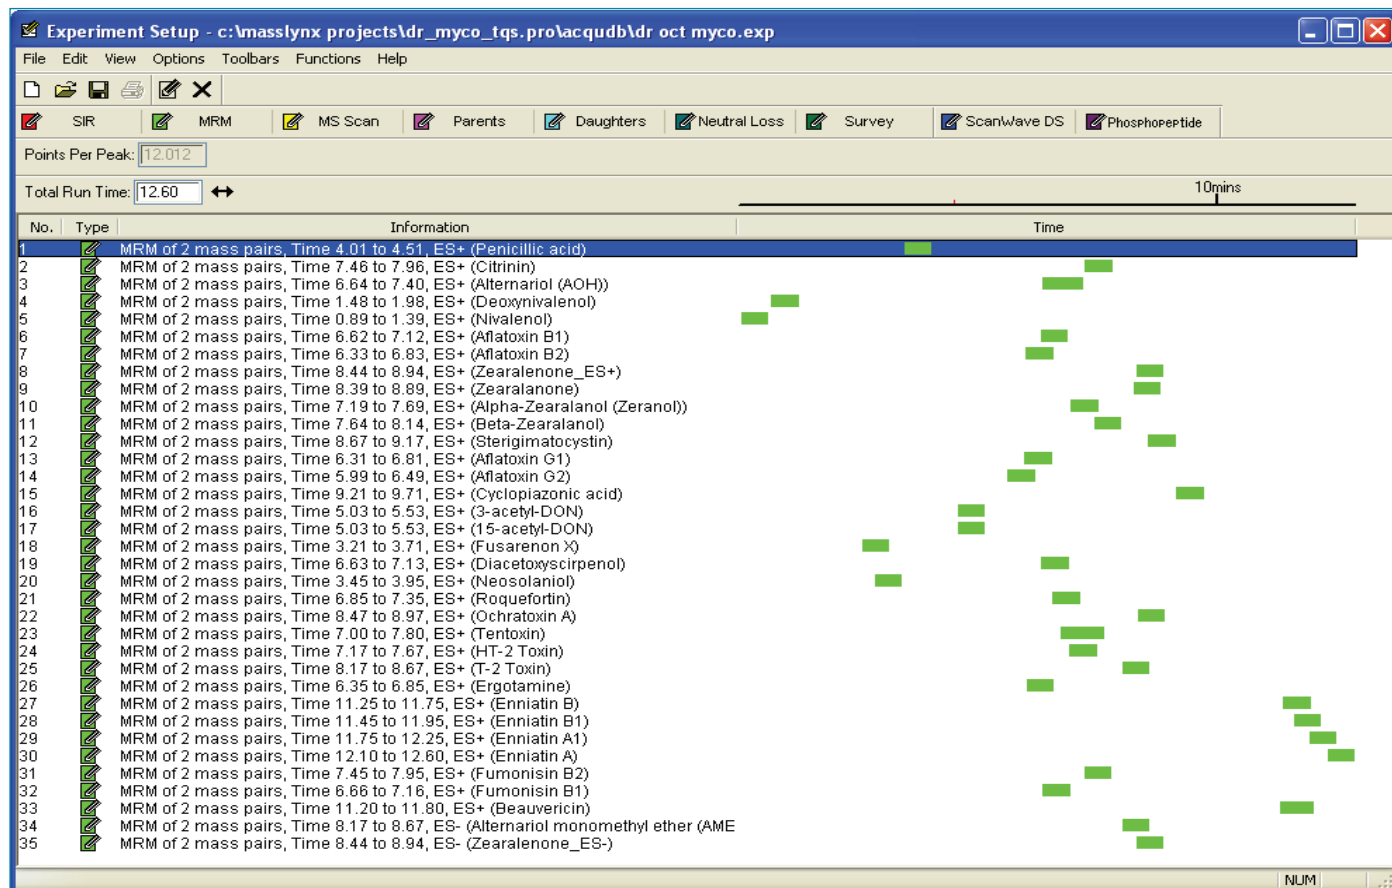 Experiment Setup - c:\masslynx projects\dr_myco_tqs.pro\acqudb\dr oct myco.exp
File Edit View Options Toolbars Functions Help
SIR MRM MS Scan Parents Daughters Neutral Loss Survey ScanWave DS Phosphopeptide
Points Per Peak: 12.012
Total Run Time: 12.60 10mins
No. Type Information Time
1 MRM of 2 mass pairs, Time 4.01 to 4.51, ES+ (Penicillic acid)
2 MRM of 2 mass pairs, Time 7.46 to 7.96, ES+ (Citrinin)
3 MRM of 2 mass pairs, Time 6.64 to 7.40, ES+ (Alternariol (AOH))
4 MRM of 2 mass pairs, Time 1.48 to 1.98, ES+ (Deoxynivalenol)
5 MRM of 2 mass pairs, Time 0.89 to 1.39, ES+ (Nivalenol)
6 MRM of 2 mass pairs, Time 6.62 to 7.12, ES+ (Aflatoxin B1)
7 MRM of 2 mass pairs, Time 6.33 to 6.83, ES+ (Aflatoxin B2)
8 MRM of 2 mass pairs, Time 8.44 to 8.94, ES+ (Zearalenone_ES+)
9 MRM of 2 mass pairs, Time 8.39 to 8.89, ES+ (Zearalanone)
10 MRM of 2 mass pairs, Time 7.19 to 7.69, ES+ (Alpha-Zearalanol (Zeranol))
11 MRM of 2 mass pairs, Time 7.64 to 8.14, ES+ (Beta-Zearalanol)
12 MRM of 2 mass pairs, Time 8.67 to 9.17, ES+ (Sterigimatocystin)
13 MRM of 2 mass pairs, Time 6.31 to 6.81, ES+ (Aflatoxin G1)
14 MRM of 2 mass pairs, Time 5.99 to 6.49, ES+ (Aflatoxin G2)
15 MRM of 2 mass pairs, Time 9.21 to 9.71, ES+ (Cyclopiazonic acid)
16 MRM of 2 mass pairs, Time 5.03 to 5.53, ES+ (3-acetyl-DON)
17 MRM of 2 mass pairs, Time 5.03 to 5.53, ES+ (15-acetyl-DON)
18 MRM of 2 mass pairs, Time 3.21 to 3.71, ES+ (Fusarenon X)
19 MRM of 2 mass pairs, Time 6.63 to 7.13, ES+ (Diacetoxyscirpenol)
20 MRM of 2 mass pairs, Time 3.45 to 3.95, ES+ (Neosolaniol)
21 MRM of 2 mass pairs, Time 6.85 to 7.35, ES+ (Roquefortin)
22 MRM of 2 mass pairs, Time 8.47 to 8.97, ES+ (Ochratoxin A)
23 MRM of 2 mass pairs, Time 7.00 to 7.80, ES+ (Tentoxin)
24 MRM of 2 mass pairs, Time 7.17 to 7.67, ES+ (HT-2 Toxin)
25 MRM of 2 mass pairs, Time 8.17 to 8.67, ES+ (T-2 Toxin)
26 MRM of 2 mass pairs, Time 6.35 to 6.85, ES+ (Ergotamine)
27 MRM of 2 mass pairs, Time 11.25 to 11.75, ES+ (Enniatin B)
28 MRM of 2 mass pairs, Time 11.45 to 11.95, ES+ (Enniatin B1)
29 MRM of 2 mass pairs, Time 11.75 to 12.25, ES+ (Enniatin A1)
30 MRM of 2 mass pairs, Time 12.10 to 12.60, ES+ (Enniatin A)
31 MRM of 2 mass pairs, Time 7.45 to 7.95, ES+ (Fumonisin B2)
32 MRM of 2 mass pairs, Time 6.66 to 7.16, ES+ (Fumonisin B1)
33 MRM of 2 mass pairs, Time 11.20 to 11.80, ES+ (Beauvericin)
34 MRM of 2 mass pairs, Time 8.17 to 8.67, ES- (Alternariol monomethyl ether (AME
35 MRM of 2 mass pairs, Time 8.44 to 8.94, ES- (Zearalenone_ES-)
NUM